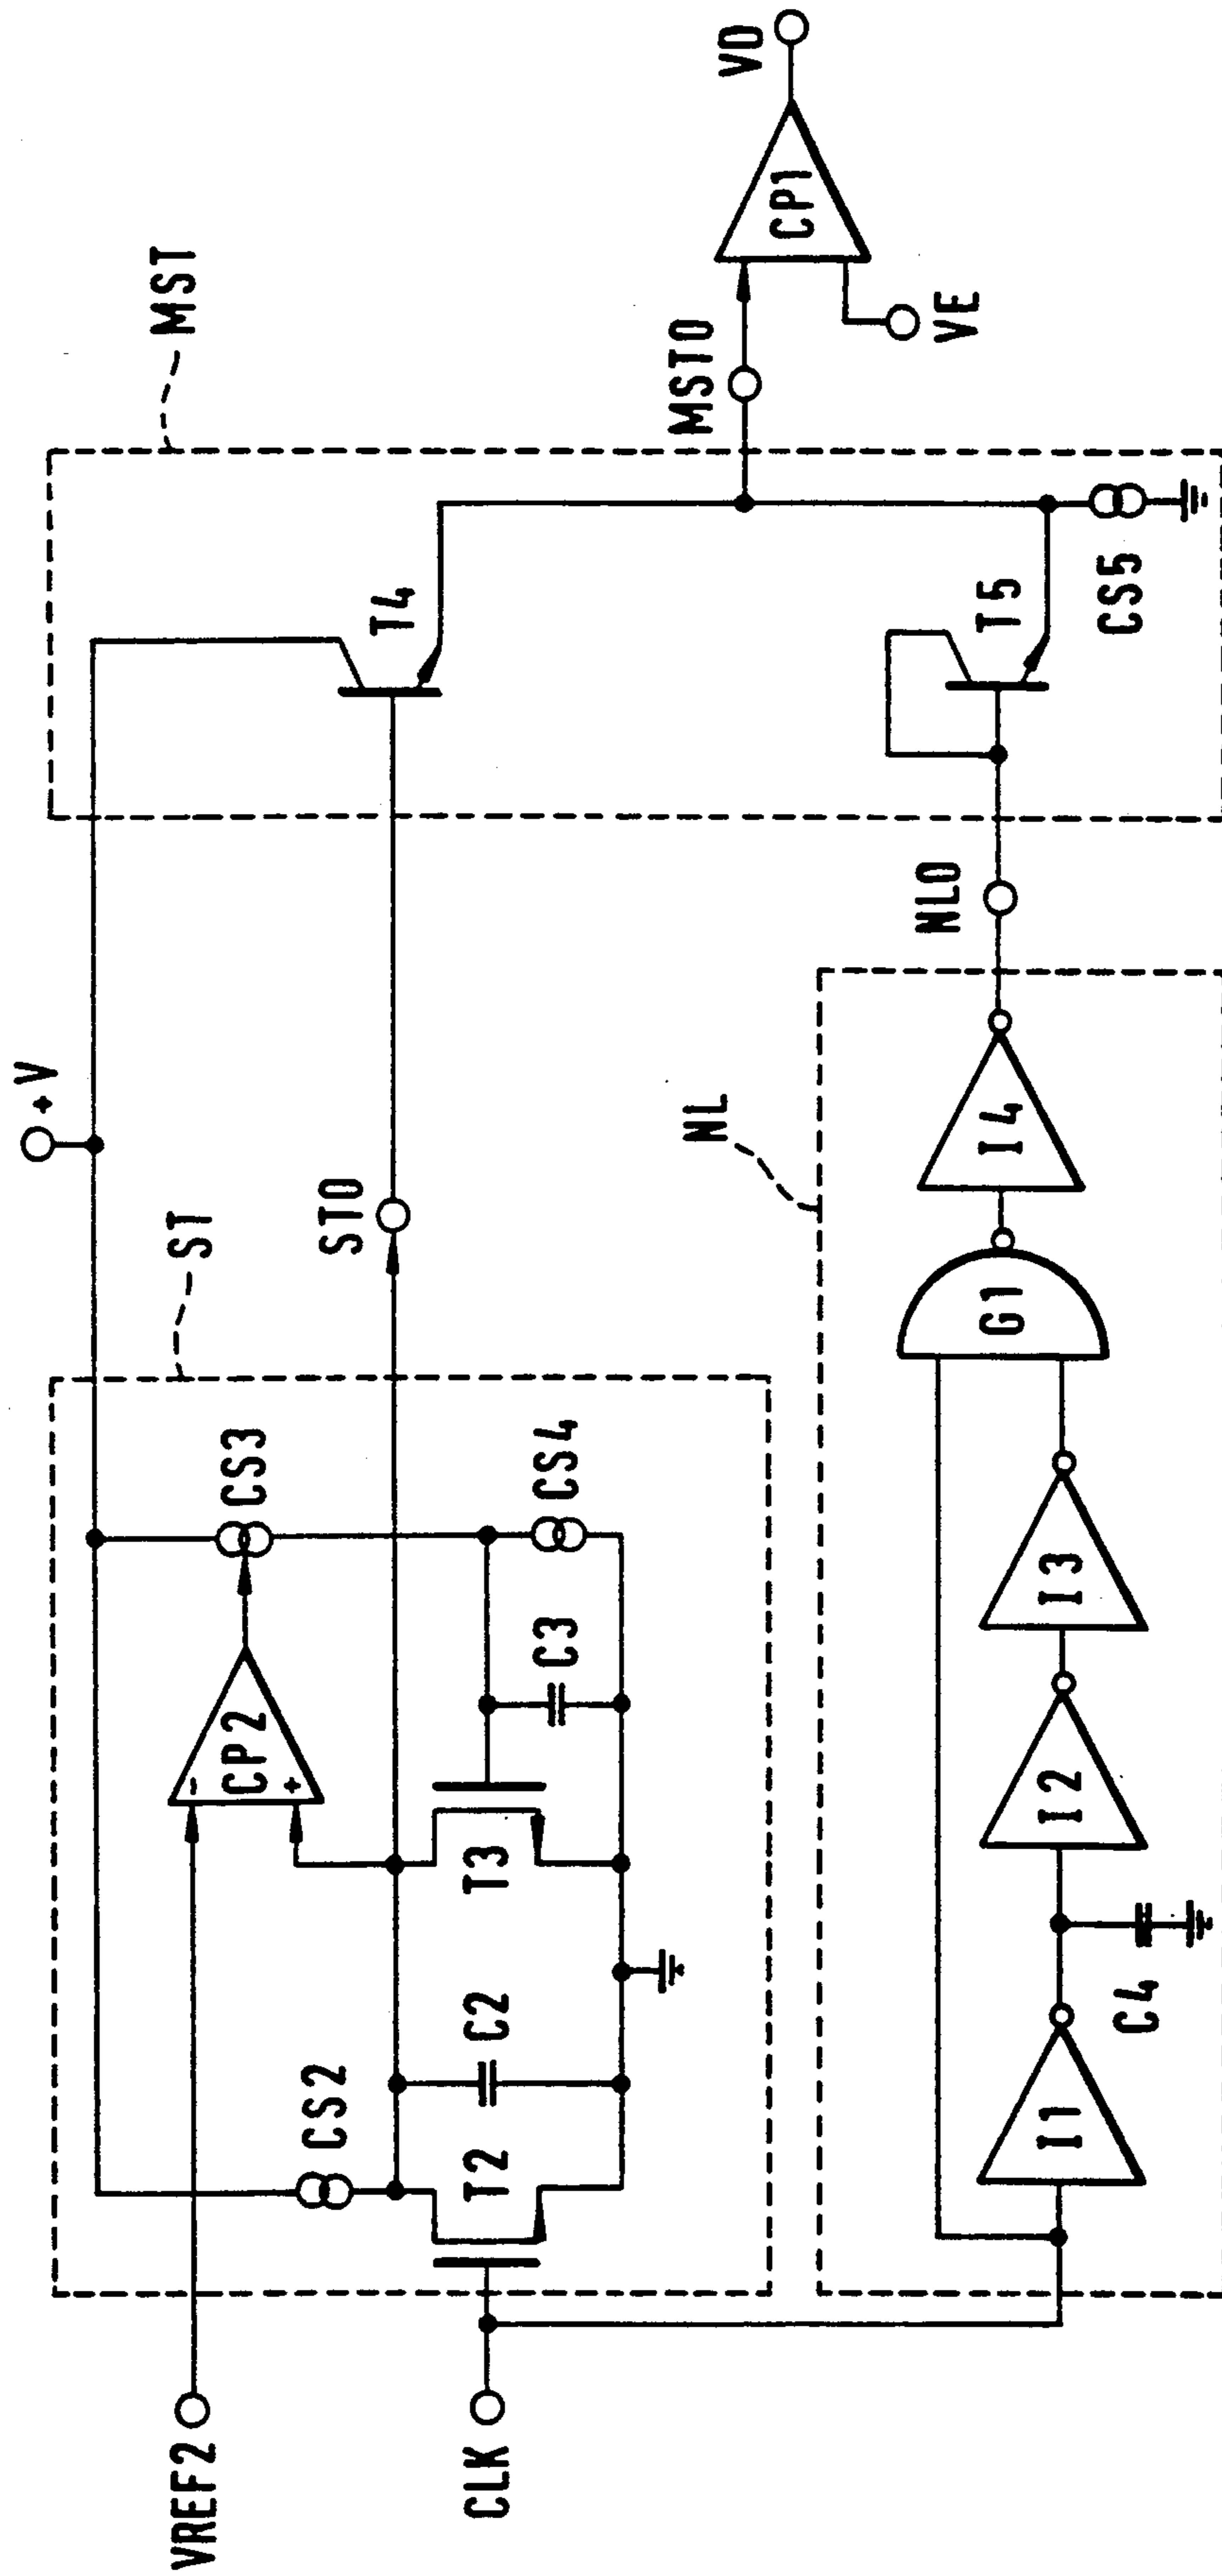 VREF2
CLK
+V
ST
CS2
T2
C2
CP2
-
+
T3
C3
CS3
CS4
STO
MST
T4
T5
CS5
MSTO
CP1
VE
VD
NL
I1
C4
I2
I3
G1
I4
NLO